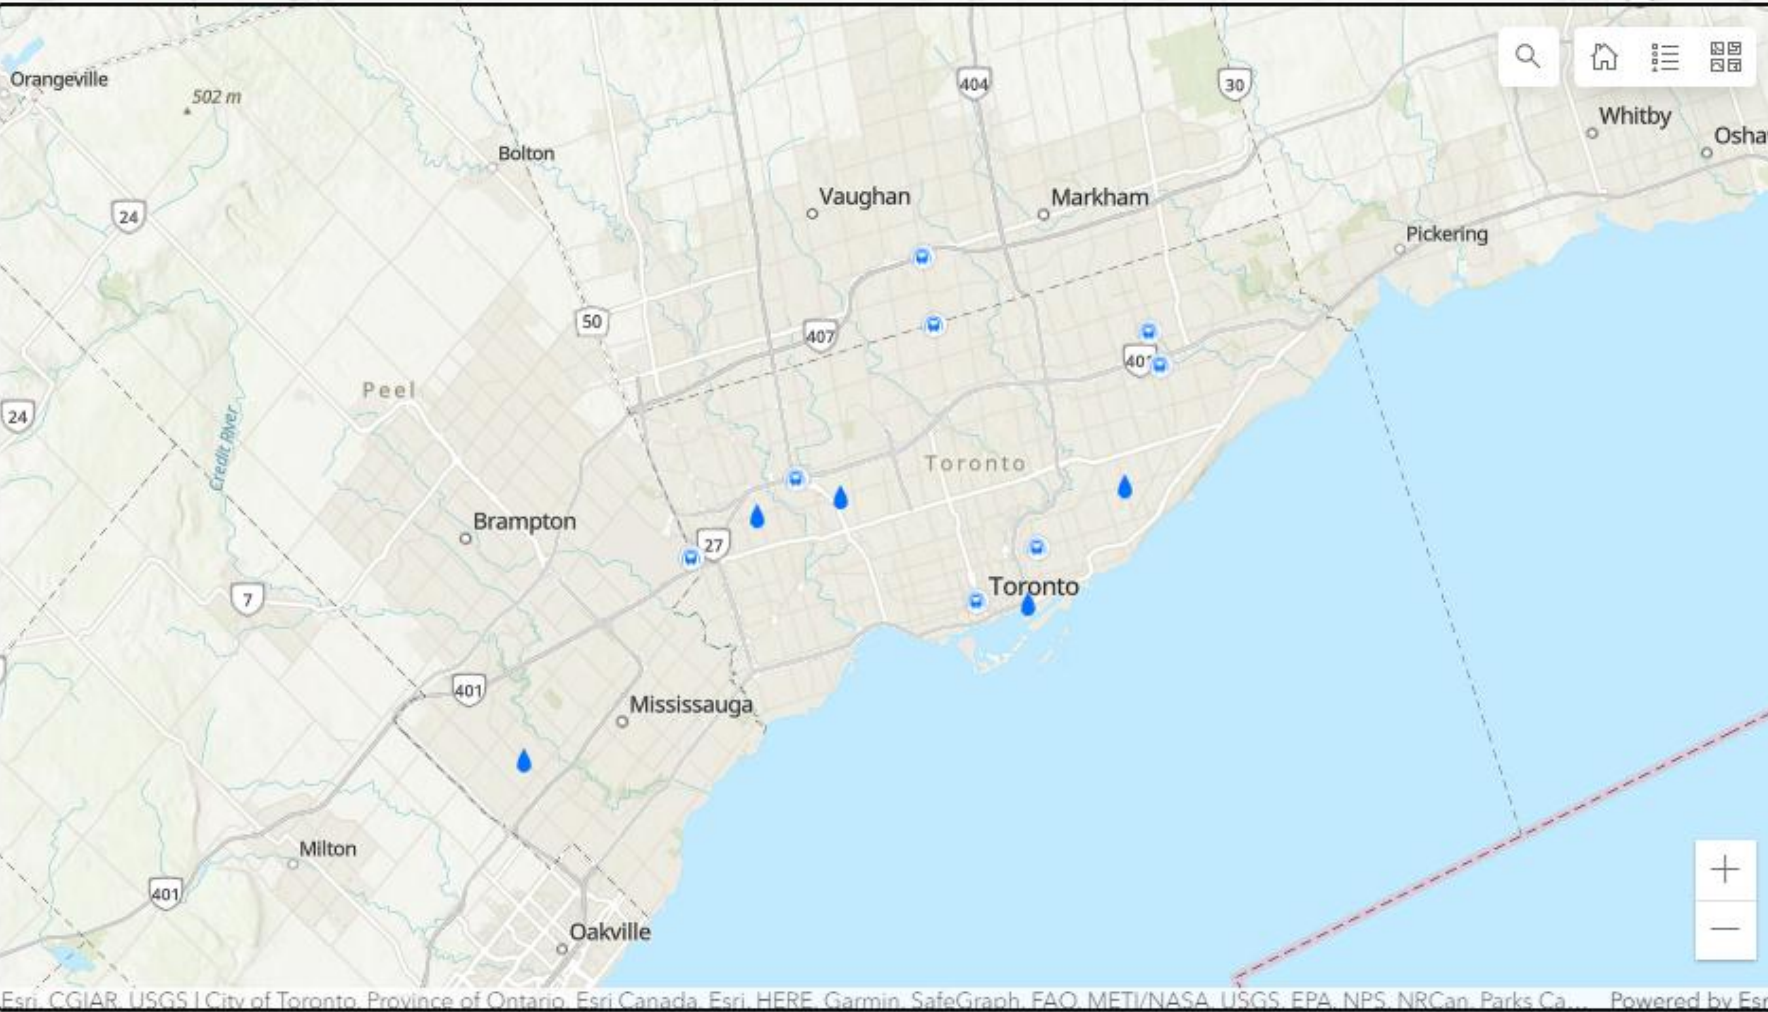 Orangeville
502 m
404
30
Whitby
Osha
Bolton
24
Vaughan
Markham
Pickering
50
407
401
Peel
24
Credit River
Toronto
Brampton
27
7
Toronto
401
Mississauga
Milton
401
Oakville
Esri, CGIAR, USGS | City of Toronto, Province of Ontario, Esri Canada, Esri, HERE, Garmin, SafeGraph, FAO, METI/NASA, USGS, EPA, NPS, NRCan, Parks Ca... Powered by Esr